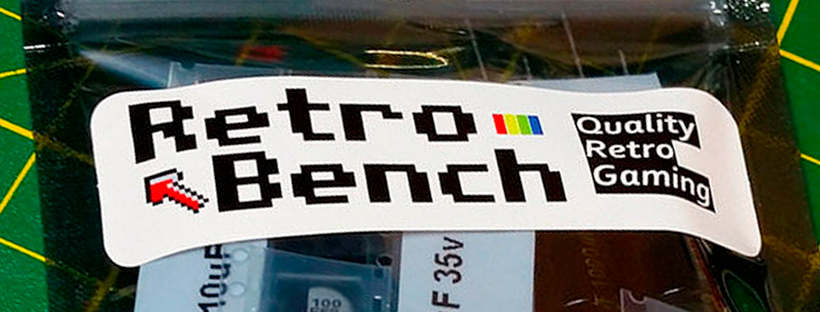 Retro
Bench
Quality
Retro
Gaming
10uF
F 35v
100